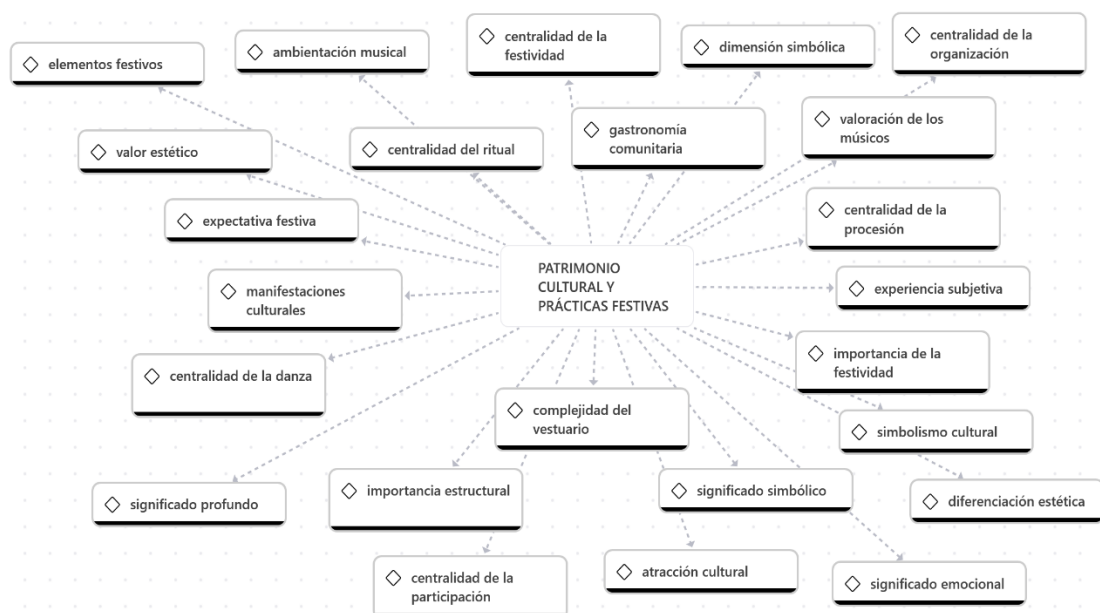 elementos festivos
ambientación musical
centralidad de la
festividad
dimensión simbólica
centralidad de la
organización
valor estético
centralidad del ritual
gastronomía
comunitaria
valoración de los
músicos
expectativa festiva
centralidad de la
procesión
PATRIMONIO
CULTURAL Y
PRÁCTICAS FESTIVAS
manifestaciones
culturales
experiencia subjetiva
centralidad de la danza
importancia de la
festividad
complejidad del
vestuario
simbolismo cultural
significado profundo
importancia estructural
significado simbólico
diferenciación estética
centralidad de la
participación
atracción cultural
significado emocional